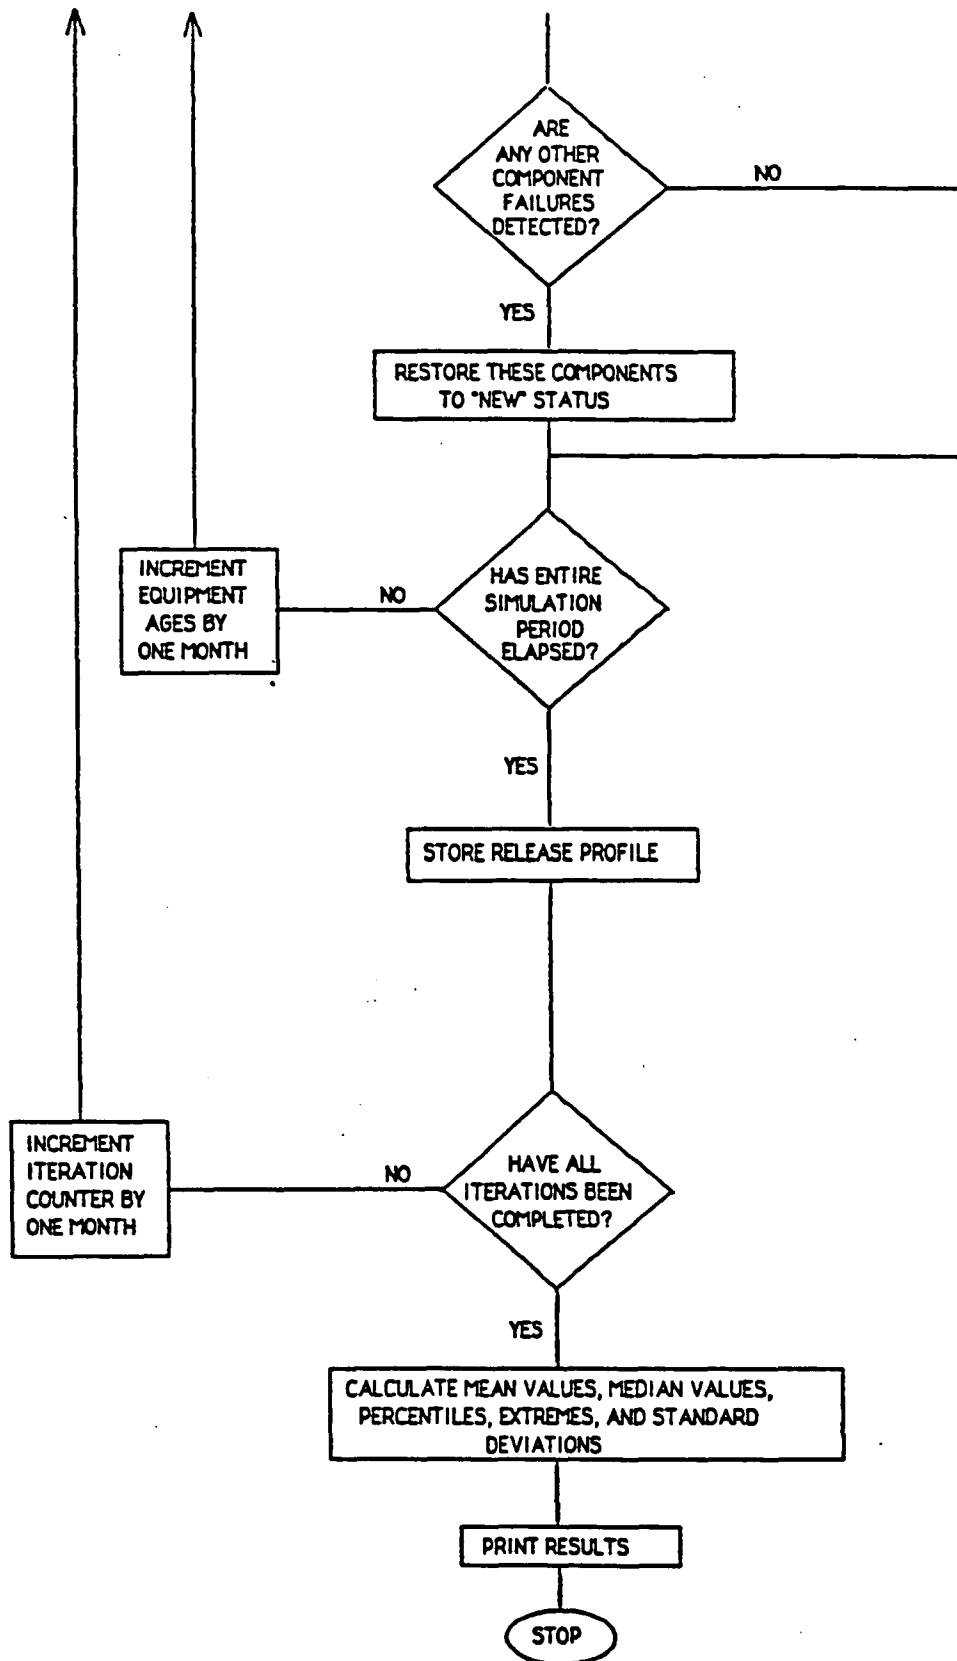 ARE
ANY OTHER
COMPONENT
FAILURES
DETECTED?
NO
YES
RESTORE THESE COMPONENTS
TO "NEW" STATUS
INCREMENT
EQUIPMENT
AGES BY
ONE MONTH
NO
HAS ENTIRE
SIMULATION
PERIOD
ELAPSED?
YES
STORE RELEASE PROFILE
INCREMENT
ITERATION
COUNTER BY
ONE MONTH
NO
HAVE ALL
ITERATIONS BEEN
COMPLETED?
YES
CALCULATE MEAN VALUES, MEDIAN VALUES,
PERCENTILES, EXTREMES, AND STANDARD
DEVIATIONS
PRINT RESULTS
STOP